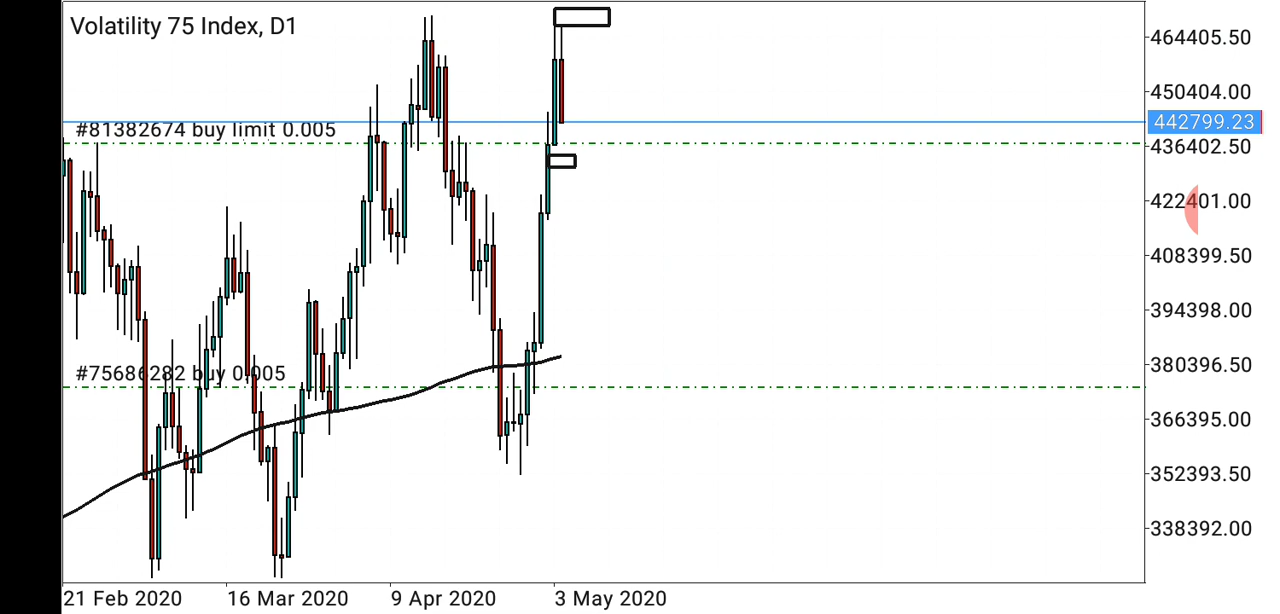 Volatility 75 Index, D1
464405.50
450404.00
#81382674 buy limit 0.005
442799.23
436402.50
422401.00
408399.50
394398.00
#75686282 buy 0.005
380396.50
366395.00
352393.50
338392.00
21 Feb 2020
16 Mar 2020
9 Apr 2020
3 May 2020